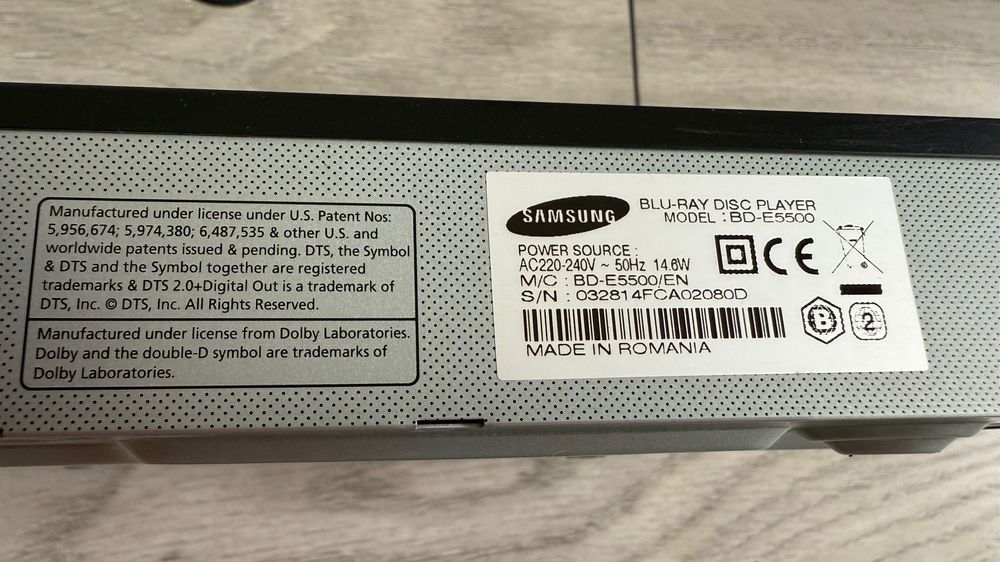 Manufactured under license under U.S. Patent Nos:
5,956,674; 5,974,380; 6,487,535 & other U.S. and
worldwide patents issued & pending. DTS, the Symbol
& DTS and the Symbol together are registered
trademarks & DTS 2.0+Digital Out is a trademark of
DTS, Inc. © DTS, Inc. All Rights Reserved.
Manufactured under license from Dolby Laboratories.
Dolby and the double-D symbol are trademarks of
Dolby Laboratories.
SAMSUNG
BLU-RAY DISC PLAYER
MODEL : BD-E5500
POWER SOURCE :
AC220-240V ~ 50Hz 14.6W
M/C : BD-E5500/EN
S/N : 032814FCA02080D
CE
B
2
MADE IN ROMANIA